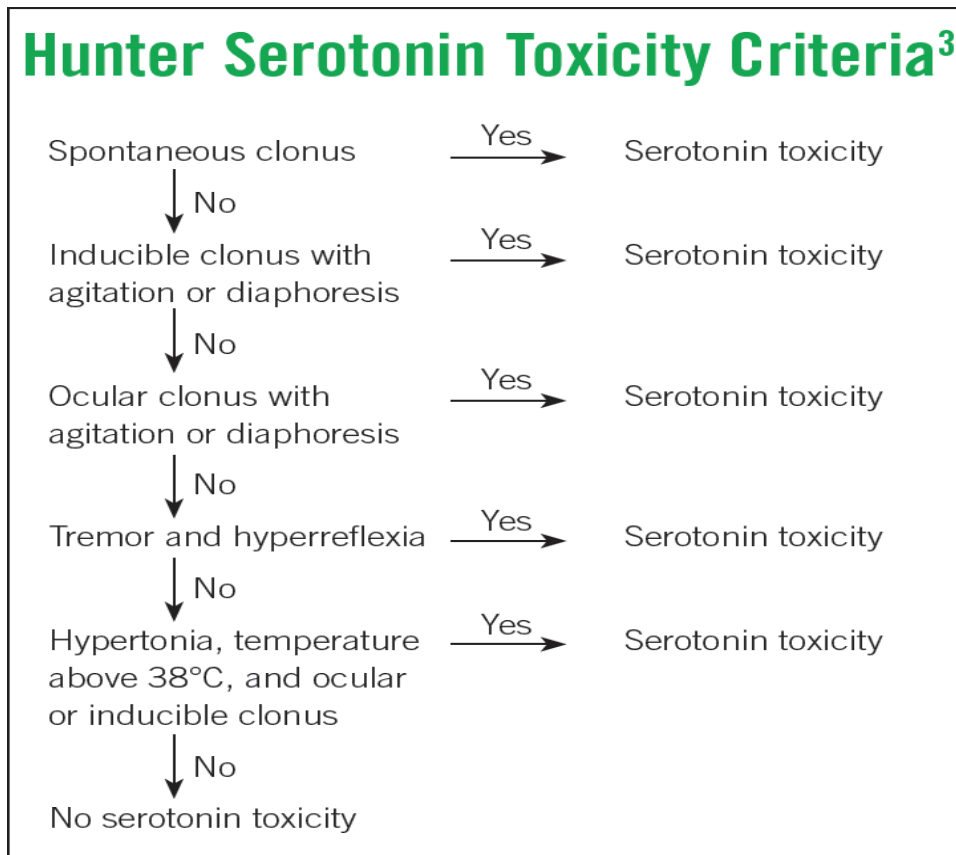 Hunter Serotonin Toxicity Criteria³
Spontaneous clonus Yes Serotonin toxicity
No
Inducible clonus with
agitation or diaphoresis Yes Serotonin toxicity
No
Ocular clonus with
agitation or diaphoresis Yes Serotonin toxicity
No
Tremor and hyperreflexia Yes Serotonin toxicity
No
Hypertonia, temperature
above 38°C, and ocular
or inducible clonus Yes Serotonin toxicity
No
No serotonin toxicity